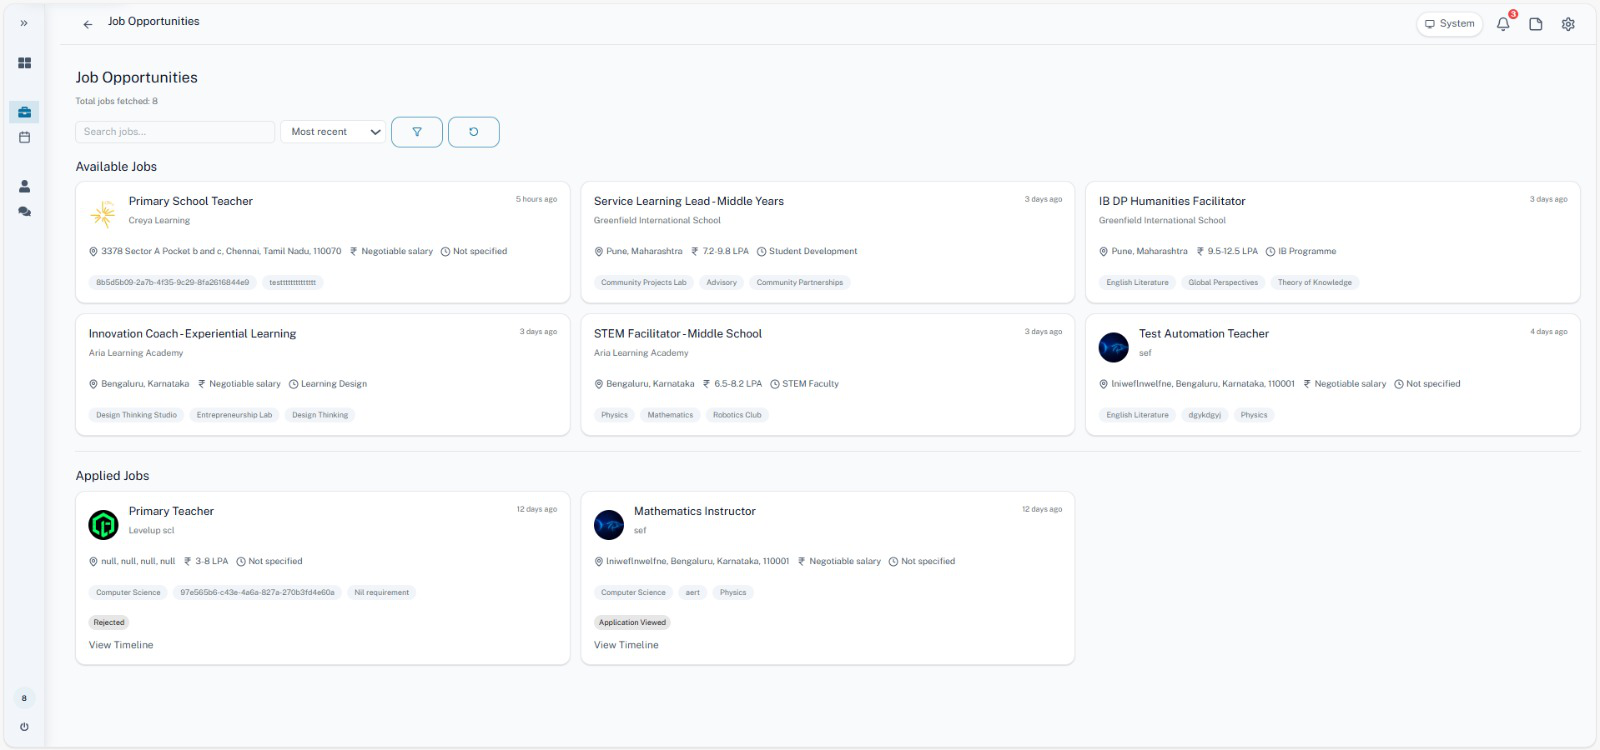 Job Opportunities
System
3
Job Opportunities
Total jobs fetched: 8
Search jobs...
Most recent
Available Jobs
Primary School Teacher
5 hours ago
Creya Learning
3378 Sector A Pocket b and c, Chennai, Tamil Nadu, 110070 ₹ Negotiable salary Not specified
8b5d5b09-2a7b-4f35-9c29-8fa2616844e9
Service Learning Lead - Middle Years
3 days ago
Greenfield International School
Pune, Maharashtra ₹ 7.2-9.8 LPA Student Development
Community Projects Lab Advisory Community Partnerships
IB DP Humanities Facilitator
3 days ago
Greenfield International School
Pune, Maharashtra ₹ 9.5-12.5 LPA IB Programme
English Literature Global Perspectives Theory of Knowledge
Innovation Coach - Experiential Learning
3 days ago
Aria Learning Academy
Bengaluru, Karnataka ₹ Negotiable salary Learning Design
Design Thinking Studio Entrepreneurship Lab Design Thinking
STEM Facilitator - Middle School
3 days ago
Aria Learning Academy
Bengaluru, Karnataka ₹ 6.5-8.2 LPA STEM Faculty
Physics Mathematics Robotics Club
Test Automation Teacher
4 days ago
sef
Bengaluru, Karnataka, 110001 ₹ Negotiable salary Not specified
English Literature dgykdgyj Physics
Applied Jobs
Primary Teacher
12 days ago
Levelup scl
null, null, null, null ₹ 3-8 LPA Not specified
Computer Science 97e565b6-c43e-4a6a-827a-270b3fd4e60a Nil requirement
Rejected
View Timeline
Mathematics Instructor
12 days ago
sef
Bengaluru, Karnataka, 110001 ₹ Negotiable salary Not specified
Computer Science aert Physics
Application Viewed
View Timeline
8